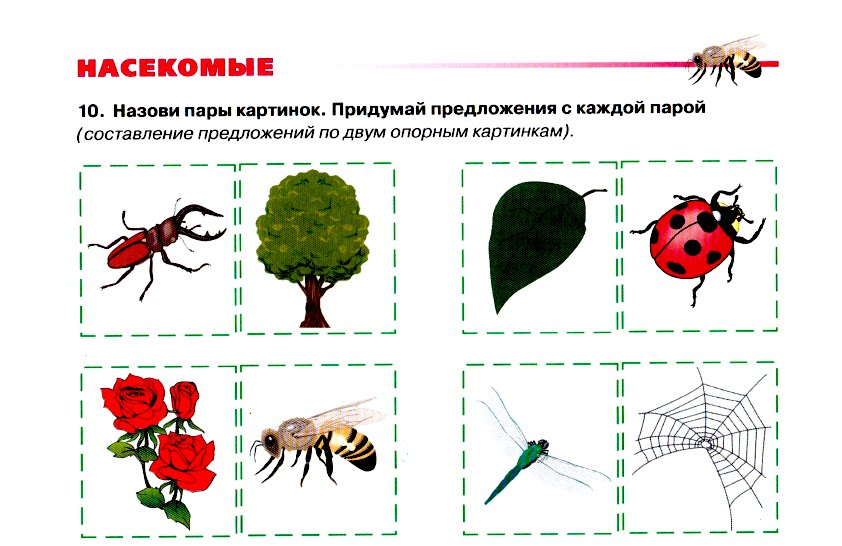 НАСЕКОМЫЕ
10. Назови пары картинок. Придумай предложения с каждой парой
(составление предложений по двум опорным картинкам).